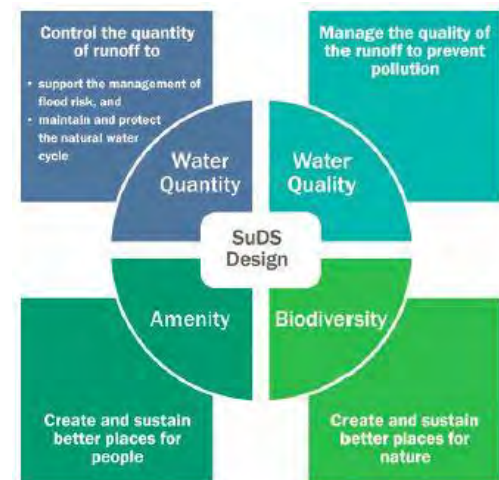 Control the quantity
of runoff to
• support the management of
flood risk, and
• maintain and protect
the natural water
cycle
Manage the quality of
the runoff to prevent
pollution
Water
Quantity
Water
Quality
SuDS
Design
Amenity
Biodiversity
Create and sustain
better places for
people
Create and sustain
better places for
nature